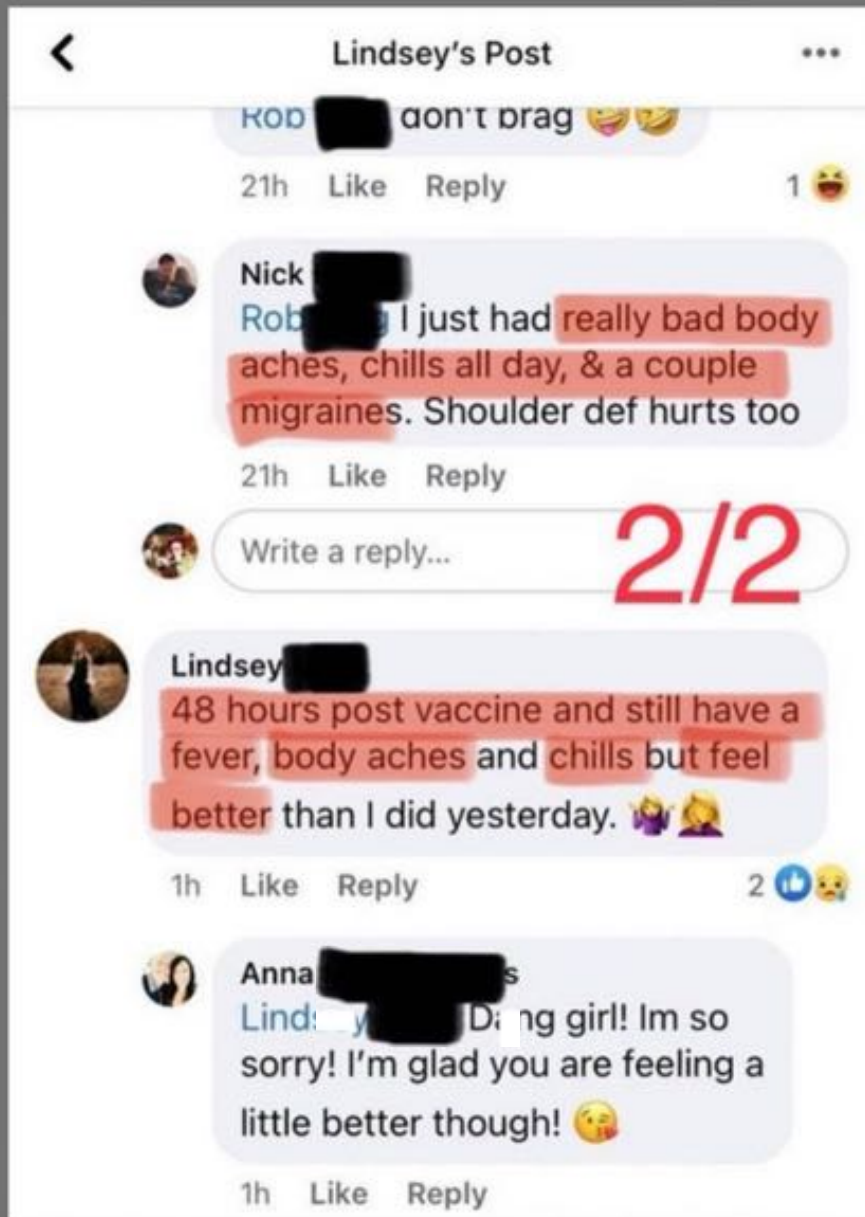 Lindsey's Post
Rob don't brag 🤪🤣
21h Like Reply 1 😆
Nick
Rob I just had really bad body
aches, chills all day, & a couple
migraines. Shoulder def hurts too
21h Like Reply
Write a reply...
2/2
Lindsey
48 hours post vaccine and still have a
fever, body aches and chills but feel
better than I did yesterday. 🤷‍♀️🤦‍♀️
1h Like Reply 2 👍😢
Anna s
Da ng girl! Im so
sorry! I'm glad you are feeling a
little better though! 😘
1h Like Reply